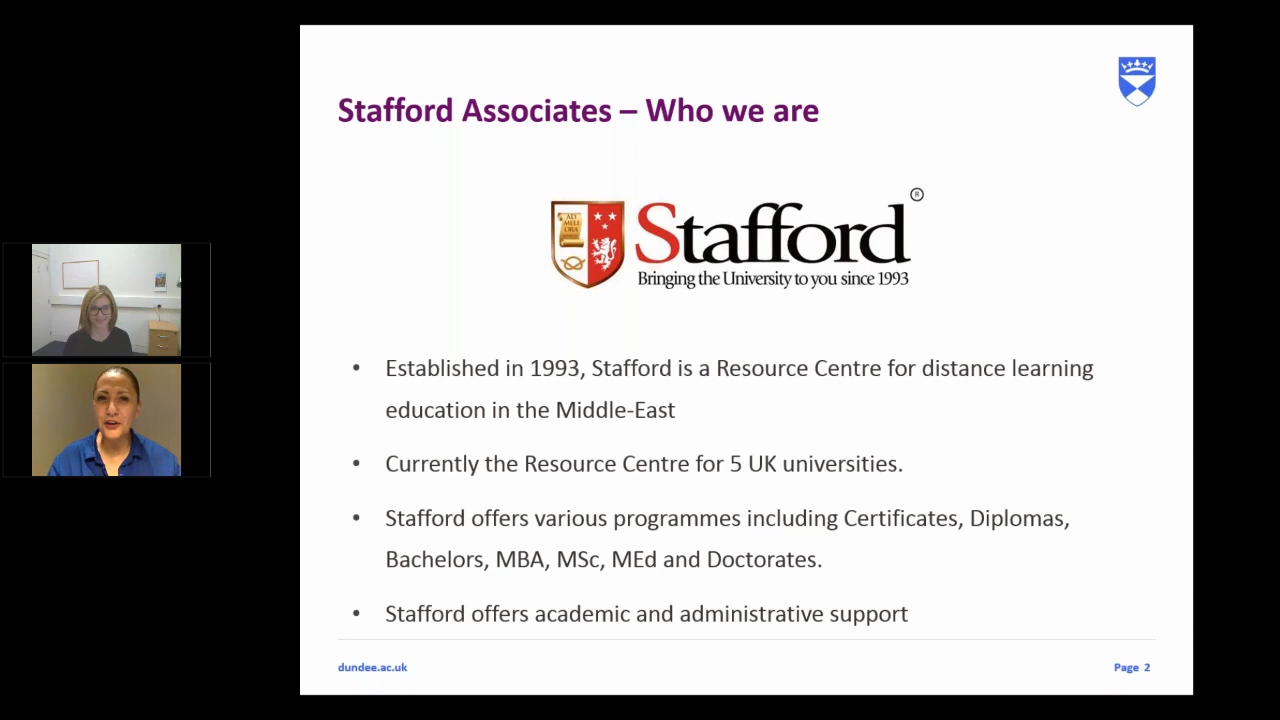 Stafford Associates – Who we are
AD
MELI
ORA
Stafford®
Bringing the University to you since 1993
• Established in 1993, Stafford is a Resource Centre for distance learning
education in the Middle-East
• Currently the Resource Centre for 5 UK universities.
• Stafford offers various programmes including Certificates, Diplomas,
Bachelors, MBA, MSc, MEd and Doctorates.
• Stafford offers academic and administrative support
dundee.ac.uk
Page 2